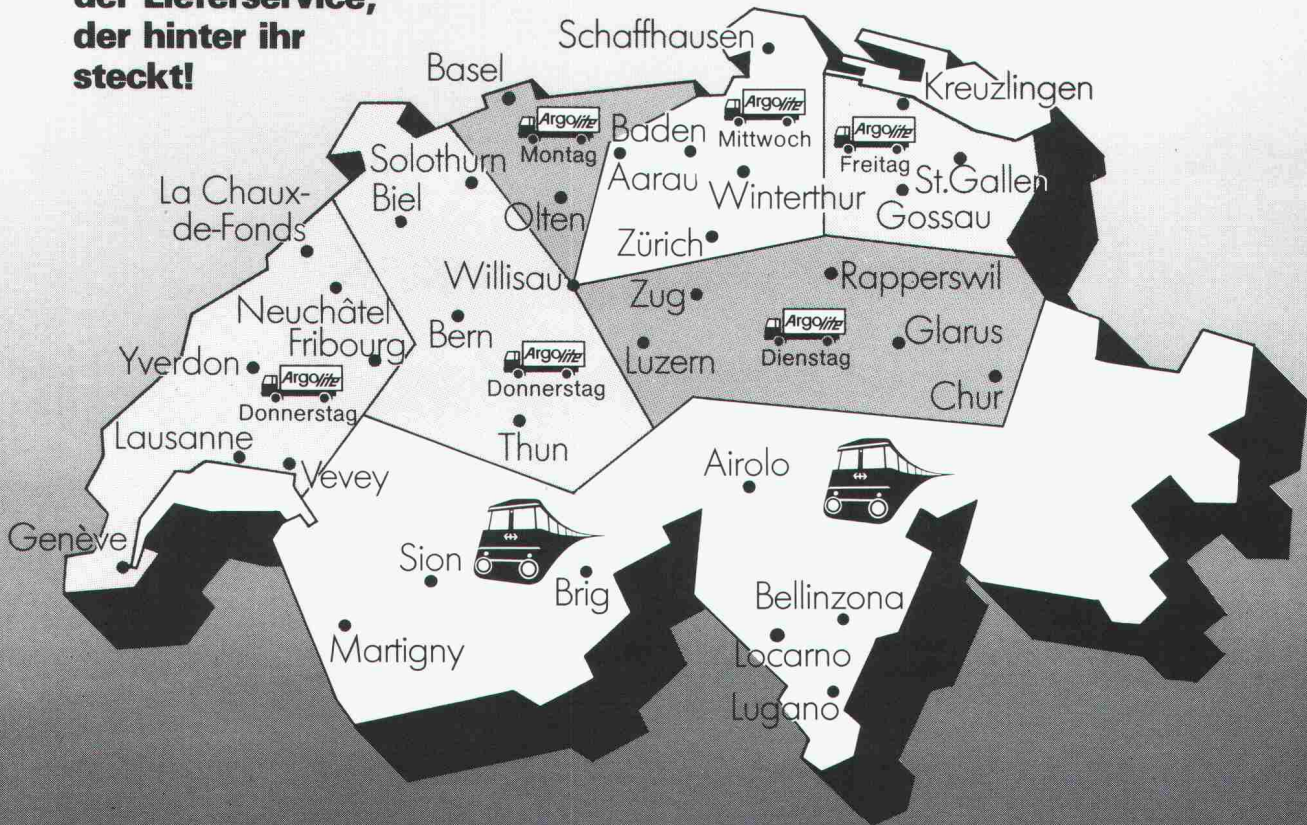 der Lieferservice,
der hinter ihr
steckt!
Schaffhausen
Basel
Kreuzlingen
Argolite
Montag
Baden
Argolite
Mittwoch
Argolite
Freitag
Solothurn
Biel
Aarau
Winterthur
St.Gallen
Gossau
La Chaux-
de-Fonds
Olten
Zürich
Willisau
Zug
Rapperswil
Neuchâtel
Fribourg
Bern
Luzern
Argolite
Dienstag
Glarus
Yverdon
Argolite
Donnerstag
Argolite
Donnerstag
Chur
Lausanne
Vevey
Thun
Airolo
Genève
Sion
Brig
Bellinzona
Martigny
Locarno
Lugano